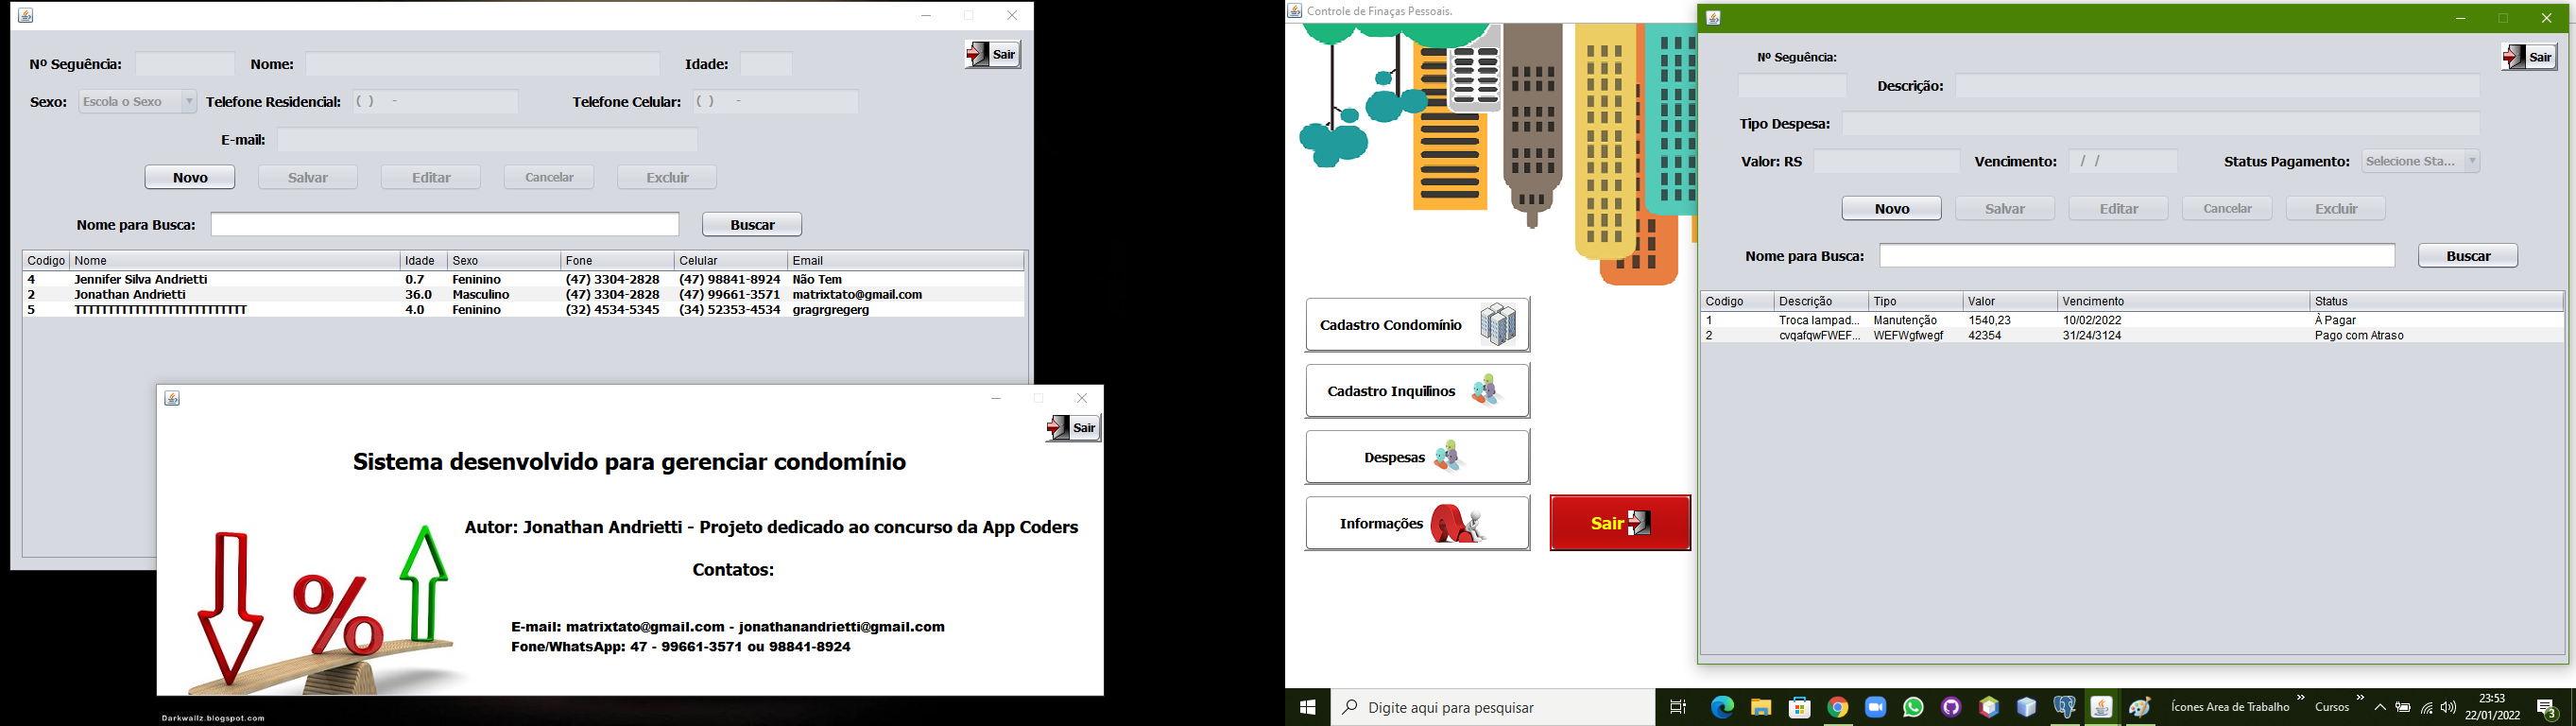 Sair
Nº Seguência:
Nome:
Idade:
Sexo:
Escola o Sexo
Telefone Residencial:
( ) -
Telefone Celular:
( ) -
E-mail:
Novo
Salvar
Editar
Cancelar
Excluir
Nome para Busca:
Buscar
Codigo Nome Idade Sexo Fone Celular Email
4 Jennifer Silva Andrietti 0.7 Feninino (47) 3304-2828 (47) 98841-8924 Não Tem
2 Jonathan Andrietti 36.0 Masculino (47) 3304-2828 (47) 99661-3571 matrixtato@gmail.com
5 TTTTTTTTTTTTTTTTTTTTTTTTT 4.0 Feninino (32) 4534-5345 (34) 52353-4534 gragrgregerg
Sair
Sistema desenvolvido para gerenciar condomínio
Autor: Jonathan Andrietti - Projeto dedicado ao concurso da App Coders
Contatos:
E-mail: matrixtato@gmail.com - jonathanandrietti@gmail.com
Fone/WhatsApp: 47 - 99661-3571 ou 98841-8924
%
Darkwallz.blogspot.com
Controle de Finaças Pessoais.
Cadastro Condomínio
Cadastro Inquilinos
Despesas
Informações
Sair
Sair
Nº Seguência:
Descrição:
Tipo Despesa:
Valor: RS
Vencimento:
/ /
Status Pagamento:
Selecione Sta...
Novo
Salvar
Editar
Cancelar
Excluir
Nome para Busca:
Buscar
Codigo Descrição Tipo Valor Vencimento Status
1 Troca lampad... Manutenção 1540,23 10/02/2022 À Pagar
2 cvqafqwFWEF... WEFWgfwegf 42354 31/24/3124 Pago com Atraso
Digite aqui para pesquisar
Ícones Area de Trabalho
Cursos
23:53
22/01/2022
3